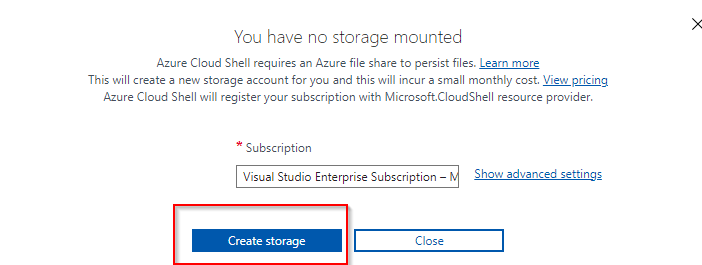 You have no storage mounted
Azure Cloud Shell requires an Azure file share to persist files. Learn more
This will create a new storage account for you and this will incur a small monthly cost. View pricing
Azure Cloud Shell will register your subscription with Microsoft.CloudShell resource provider.
* Subscription
Visual Studio Enterprise Subscription – M Show advanced settings
Create storage Close